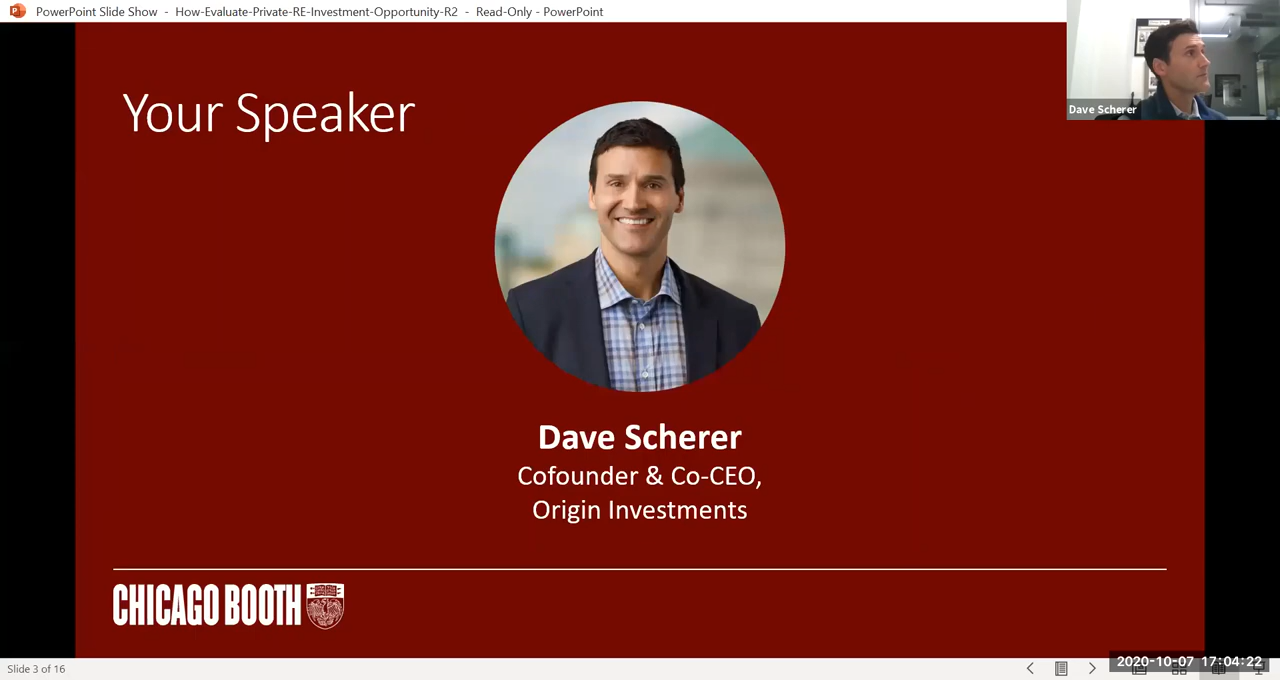 PowerPoint Slide Show - How-Evaluate-Private-RE-Investment-Opportunity-R2 - Read-Only - PowerPoint
Dave Scherer
Your Speaker
Dave Scherer
Cofounder & Co-CEO,
Origin Investments
CHICAGO BOOTH
Slide 3 of 16
2020-10-07 17:04:22